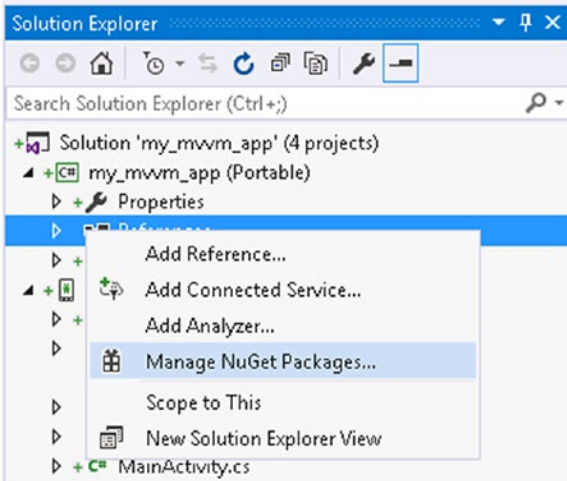 Solution Explorer
Search Solution Explorer (Ctrl+;)
Solution 'my_mvvm_app' (4 projects)
C# my_mvvm_app (Portable)
Properties
References
Add Reference...
Add Connected Service...
Add Analyzer...
Manage NuGet Packages...
Scope to This
New Solution Explorer View
C# MainActivity.cs